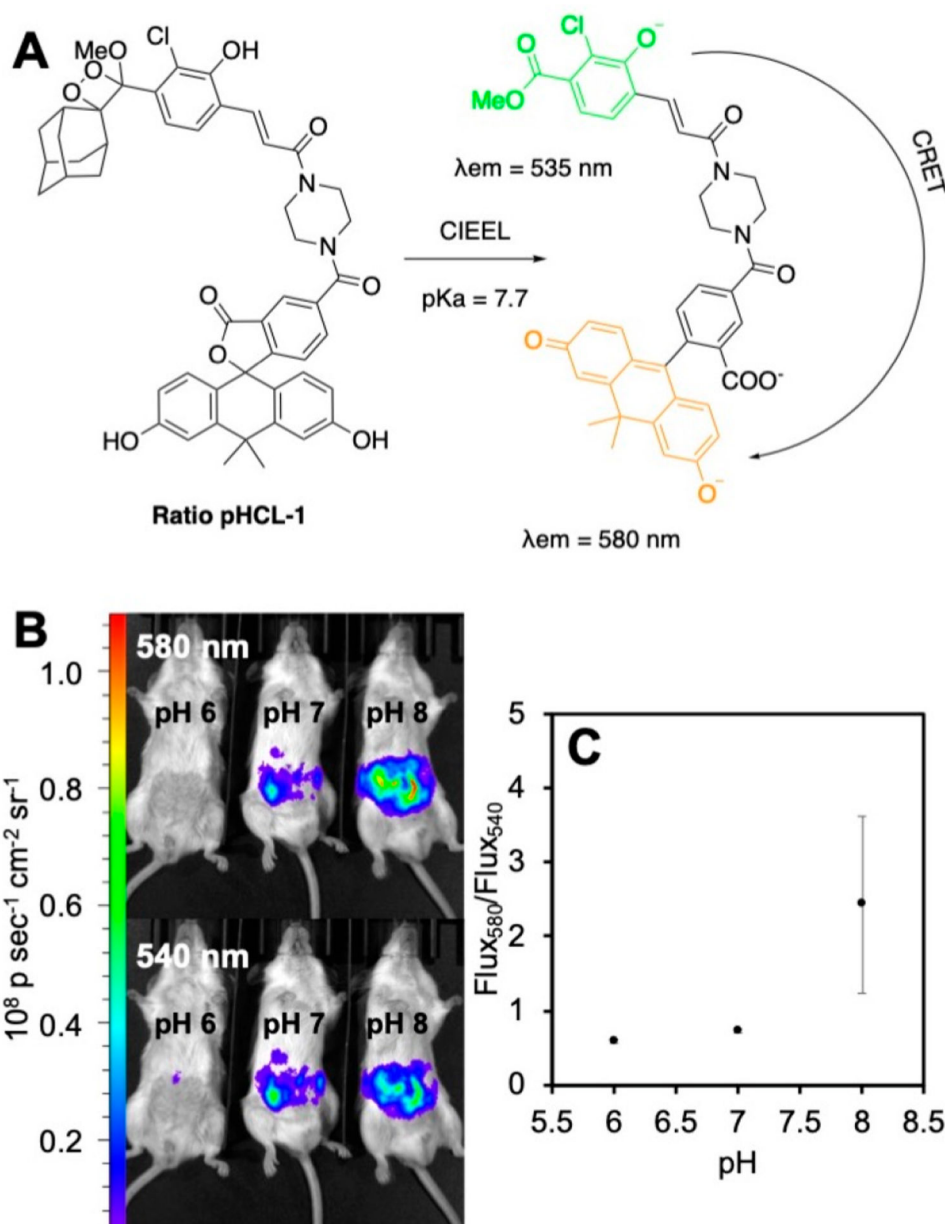 A
MeO
Cl
OH
O
O
O
N
N
O
O
O
HO
OH
Ratio pHCL-1
CIEEL
pKa = 7.7
O
Cl
O⁻
MeO
O
λem = 535 nm
N
N
O
O
COO⁻
O⁻
λem = 580 nm
CRET
B
580 nm
pH 6
pH 7
pH 8
540 nm
pH 6
pH 7
pH 8
1.0
0.8
0.6
0.4
0.2
10⁸ p sec⁻¹ cm⁻² sr⁻¹
C
Flux₅₈₀/Flux₅₄₀
5
4
3
2
1
0
5.5 6 6.5 7 7.5 8 8.5
pH